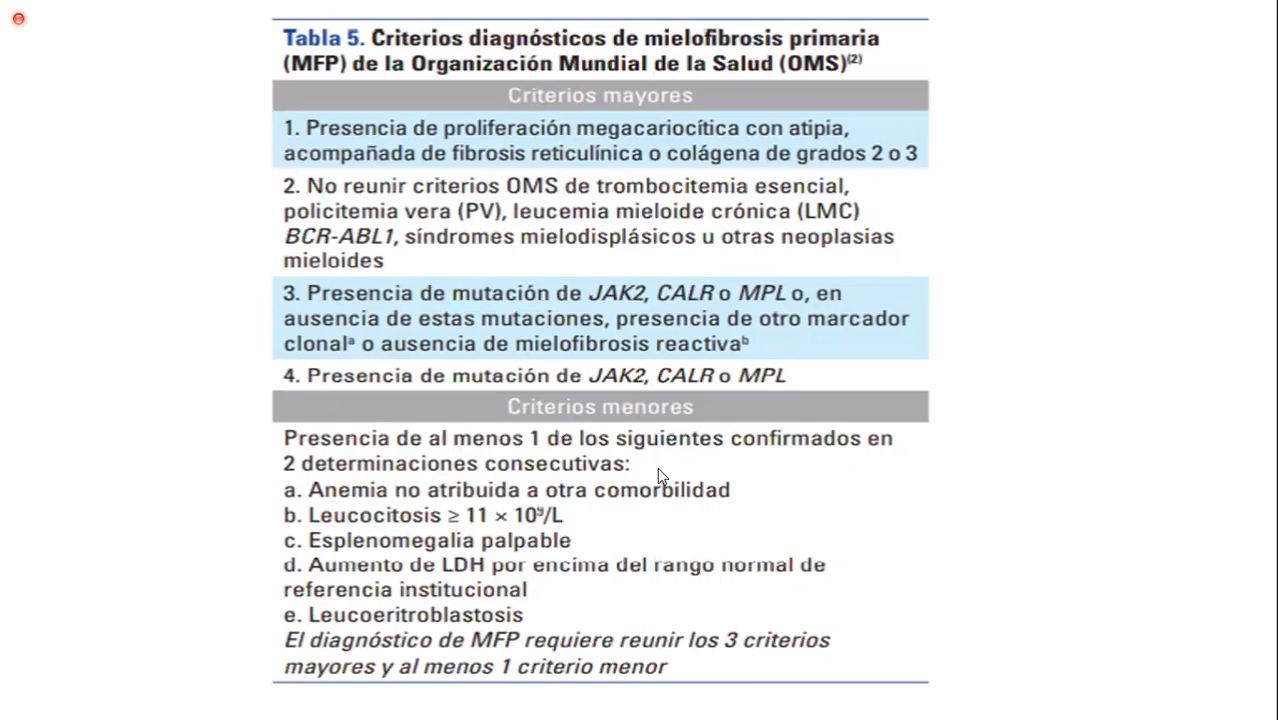 Tabla 5. Criterios diagnósticos de mielofibrosis primaria
(MFP) de la Organización Mundial de la Salud (OMS)(2)
Criterios mayores
1. Presencia de proliferación megacariocítica con atipia,
acompañada de fibrosis reticulínica o colágena de grados 2 o 3
2. No reunir criterios OMS de trombocitemia esencial,
policitemia vera (PV), leucemia mieloide crónica (LMC)
BCR-ABL1, síndromes mielodisplásicos u otras neoplasias
mieloides
3. Presencia de mutación de JAK2, CALR o MPL o, en
ausencia de estas mutaciones, presencia de otro marcador
clonalᵃ o ausencia de mielofibrosis reactivaᵇ
4. Presencia de mutación de JAK2, CALR o MPL
Criterios menores
Presencia de al menos 1 de los siguientes confirmados en
2 determinaciones consecutivas:
a. Anemia no atribuida a otra comorbilidad
b. Leucocitosis ≥ 11 × 10⁹/L
c. Esplenomegalia palpable
d. Aumento de LDH por encima del rango normal de
referencia institucional
e. Leucoeritroblastosis
El diagnóstico de MFP requiere reunir los 3 criterios
mayores y al menos 1 criterio menor